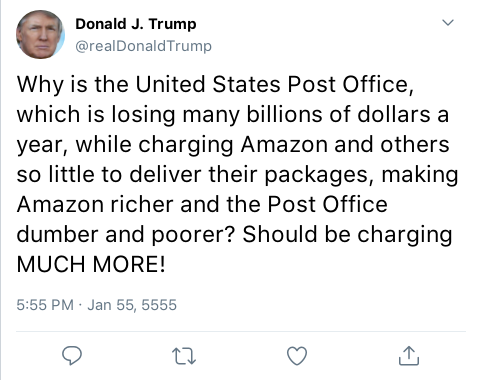 Donald J. Trump
@realDonaldTrump
Why is the United States Post Office,
which is losing many billions of dollars a
year, while charging Amazon and others
so little to deliver their packages, making
Amazon richer and the Post Office
dumber and poorer? Should be charging
MUCH MORE!
5:55 PM · Jan 55, 5555